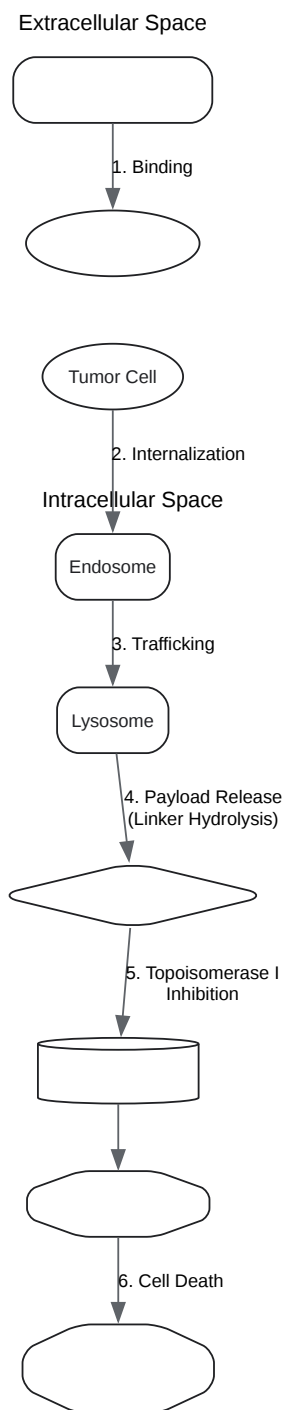 Extracellular Space
1. Binding
Tumor Cell
2. Internalization
Intracellular Space
Endosome
3. Trafficking
Lysosome
4. Payload Release
(Linker Hydrolysis)
5. Topoisomerase I
Inhibition
6. Cell Death